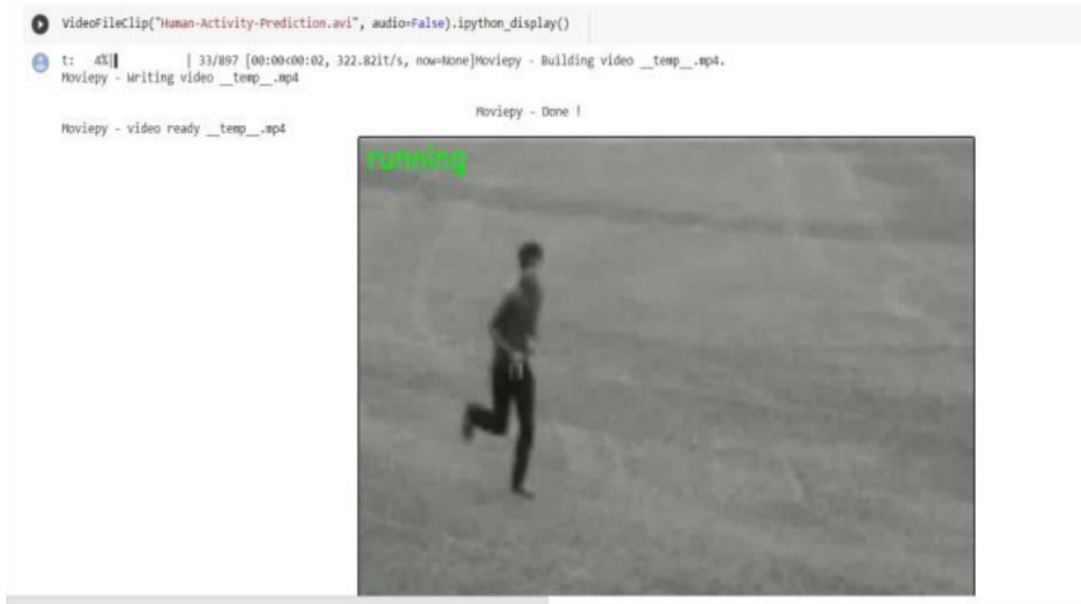 VideoFileClip("Human-Activity-Prediction.avi", audio=False).ipython_display()
t: 4%| | 33/897 [00:00<00:02, 322.82it/s, now=None]Moviepy - Building video __temp__.mp4.
Moviepy - Writing video __temp__.mp4
Moviepy - Done !
Moviepy - video ready __temp__.mp4
running